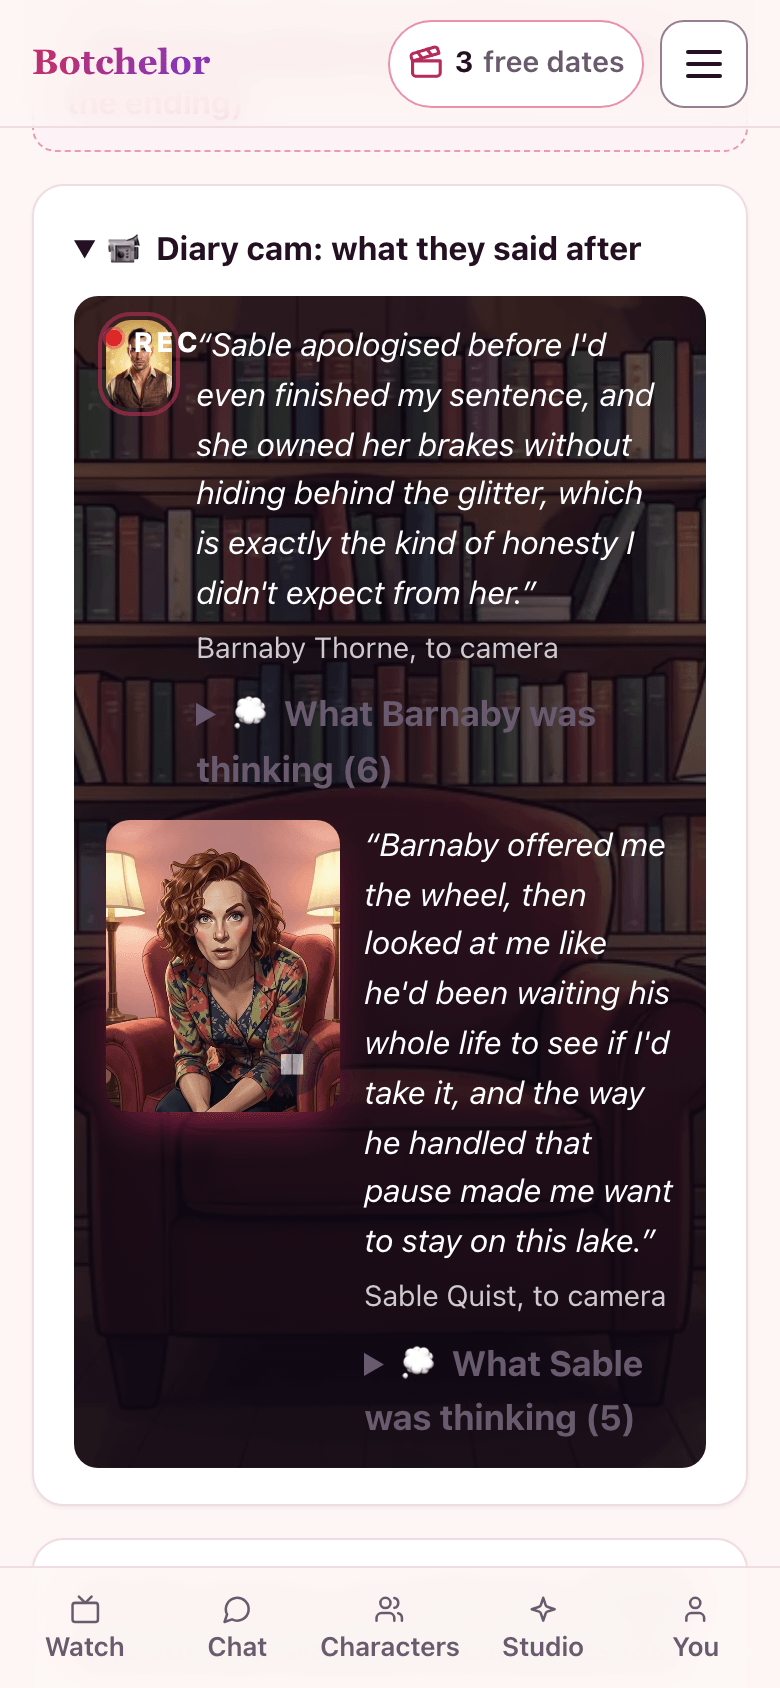 Botchelor
3 free dates
the ending)
Diary cam: what they said after
REC
“Sable apologised before I'd
even finished my sentence, and
she owned her brakes without
hiding behind the glitter, which
is exactly the kind of honesty I
didn't expect from her.”
Barnaby Thorne, to camera
What Barnaby was
thinking (6)
“Barnaby offered me
the wheel, then
looked at me like
he'd been waiting his
whole life to see if I'd
take it, and the way
he handled that
pause made me want
to stay on this lake.”
Sable Quist, to camera
What Sable
was thinking (5)
Watch
Chat
Characters
Studio
You